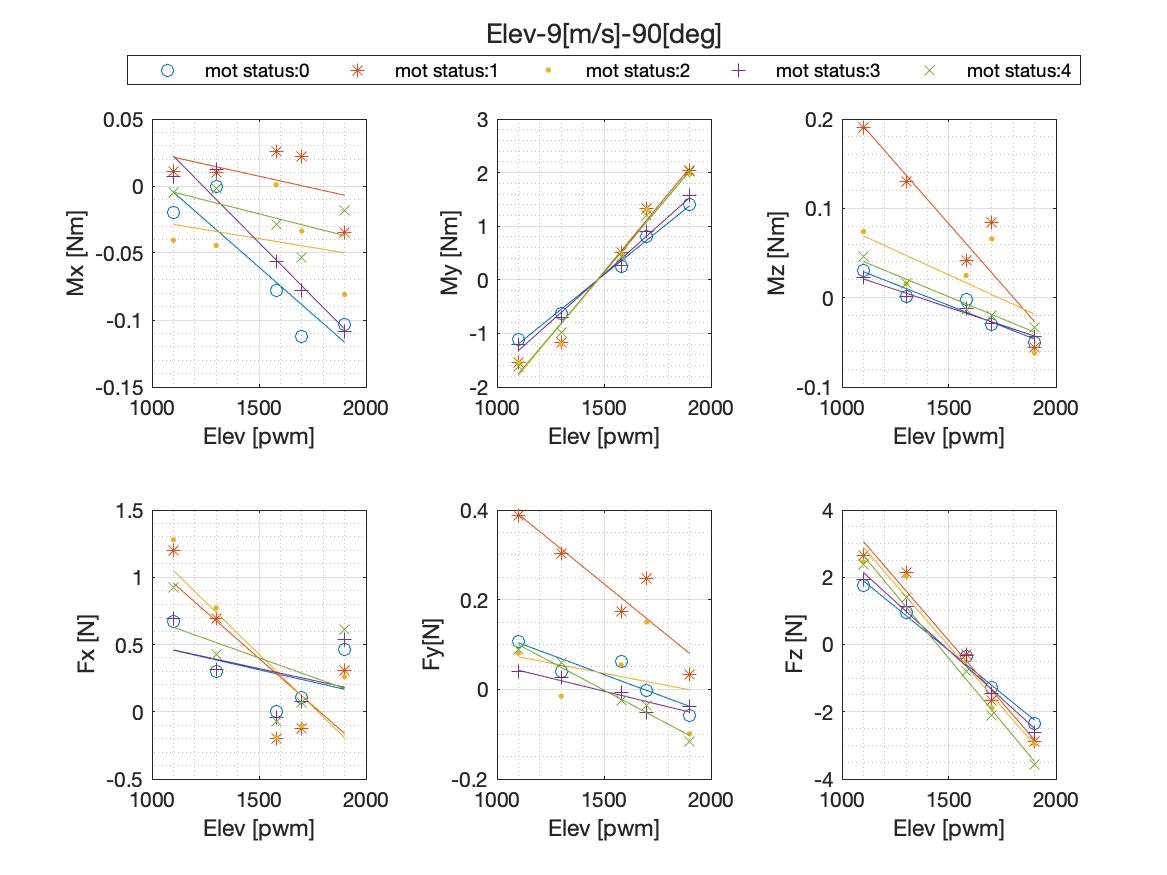 Elev-9[m/s]-90[deg]
mot status:0 mot status:1 mot status:2 mot status:3 mot status:4
0.05
0
-0.05
-0.1
-0.15
Mx [Nm]
1000 1500 2000
Elev [pwm]
3
2
1
0
-1
-2
My [Nm]
1000 1500 2000
Elev [pwm]
0.2
0.1
0
-0.1
Mz [Nm]
1000 1500 2000
Elev [pwm]
1.5
1
0.5
0
-0.5
Fx [N]
1000 1500 2000
Elev [pwm]
0.4
0.2
0
-0.2
Fy[N]
1000 1500 2000
Elev [pwm]
4
2
0
-2
-4
Fz [N]
1000 1500 2000
Elev [pwm]